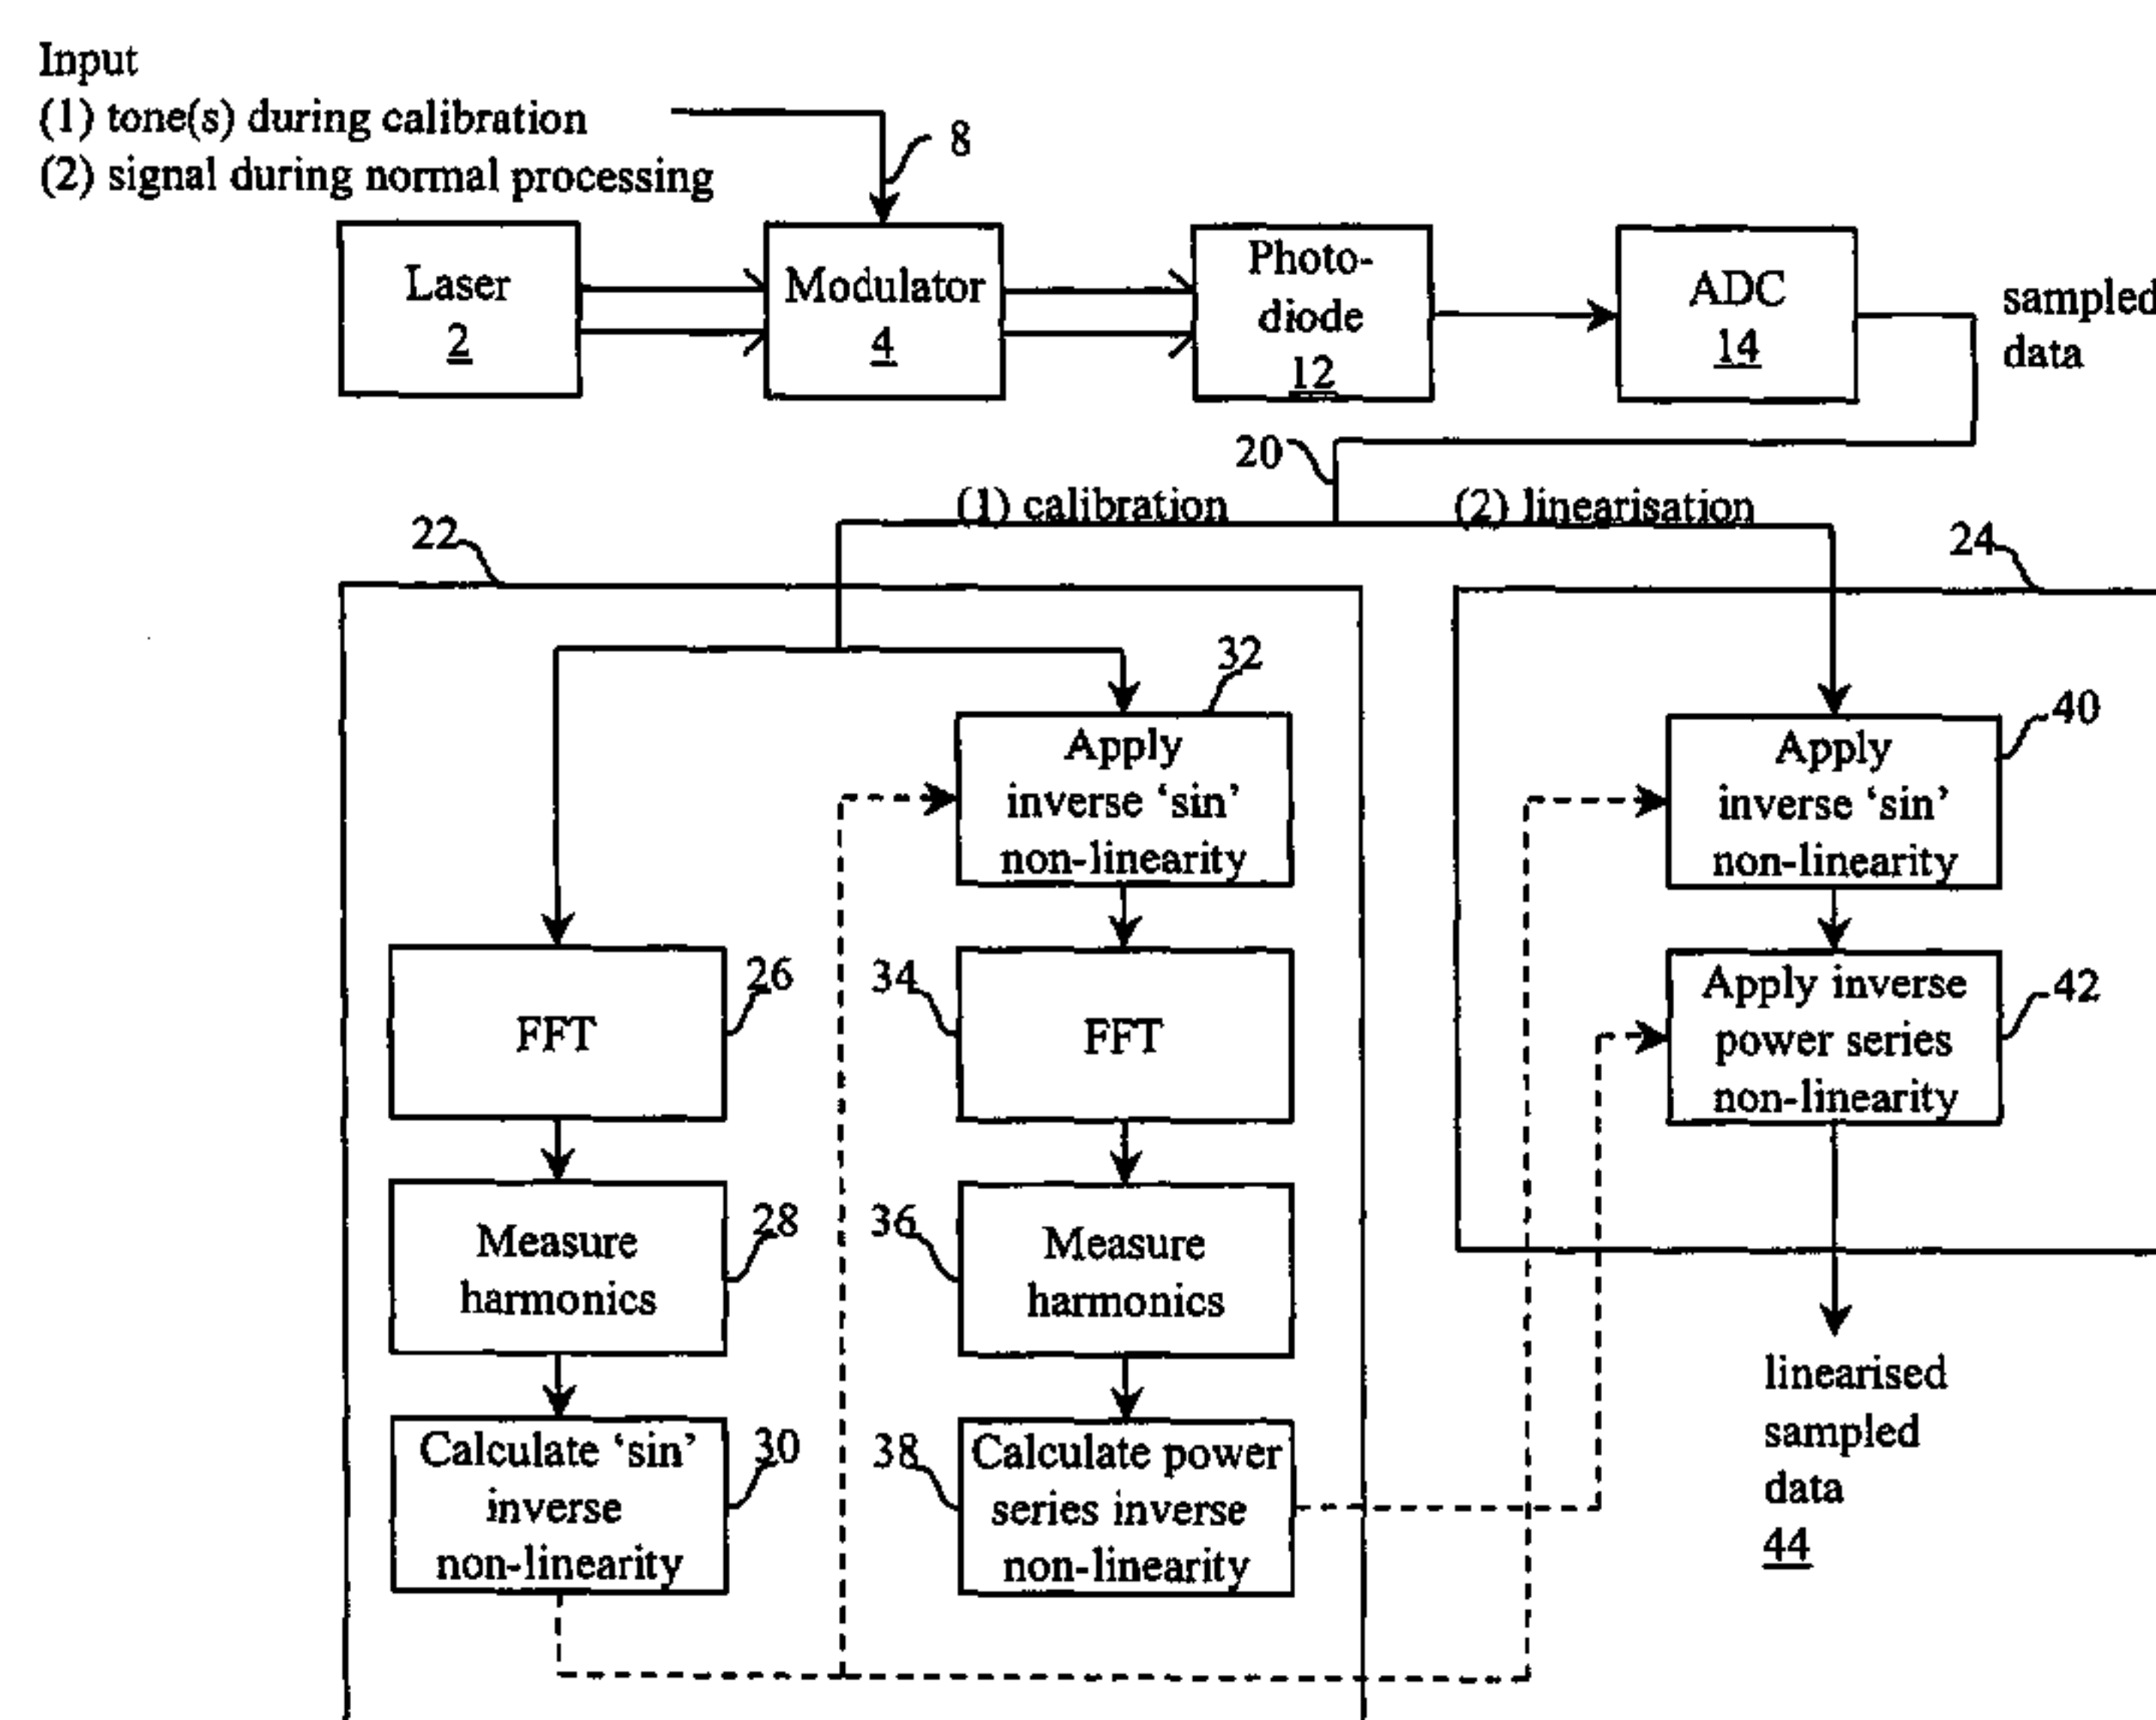 Input
(1) tone(s) during calibration
(2) signal during normal processing
8
Laser
2
Modulator
4
Photo-
diode
12
ADC
14
sampled
data
20
(1) calibration
(2) linearisation
22
24
32
Apply
inverse ‘sin’
non-linearity
40
Apply
inverse ‘sin’
non-linearity
26
FFT
34
FFT
42
Apply inverse
power series
non-linearity
28
Measure
harmonics
36
Measure
harmonics
30
Calculate ‘sin’
inverse
non-linearity
38
Calculate power
series inverse
non-linearity
linearised
sampled
data
44